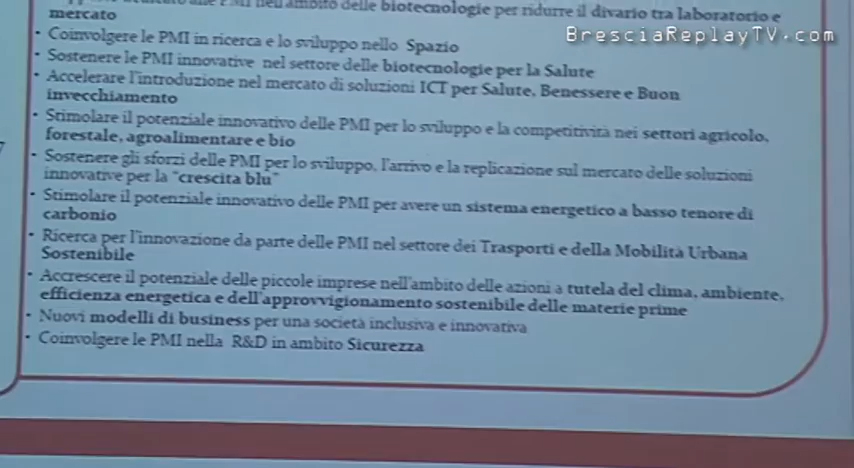 alle PMI nell'ambito delle biotecnologie per ridurre il divario tra laboratorio e
mercato
BresciaReplayTV.com
• Coinvolgere le PMI in ricerca e lo sviluppo nello Spazio
• Sostenere le PMI innovative nel settore delle biotecnologie per la Salute
• Accelerare l'introduzione nel mercato di soluzioni ICT per Salute, Benessere e Buon
invecchiamento
• Stimolare il potenziale innovativo delle PMI per lo sviluppo e la competitività nei settori agricolo,
forestale, agroalimentare e bio
• Sostenere gli sforzi delle PMI per lo sviluppo, l'arrivo e la replicazione sul mercato delle soluzioni
innovative per la "crescita blu"
• Stimolare il potenziale innovativo delle PMI per avere un sistema energetico a basso tenore di
carbonio
• Ricerca per l'innovazione da parte delle PMI nel settore dei Trasporti e della Mobilità Urbana
Sostenibile
• Accrescere il potenziale delle piccole imprese nell'ambito delle azioni a tutela del clima, ambiente,
efficienza energetica e dell'approvvigionamento sostenibile delle materie prime
• Nuovi modelli di business per una società inclusiva e innovativa
• Coinvolgere le PMI nella R&D in ambito Sicurezza